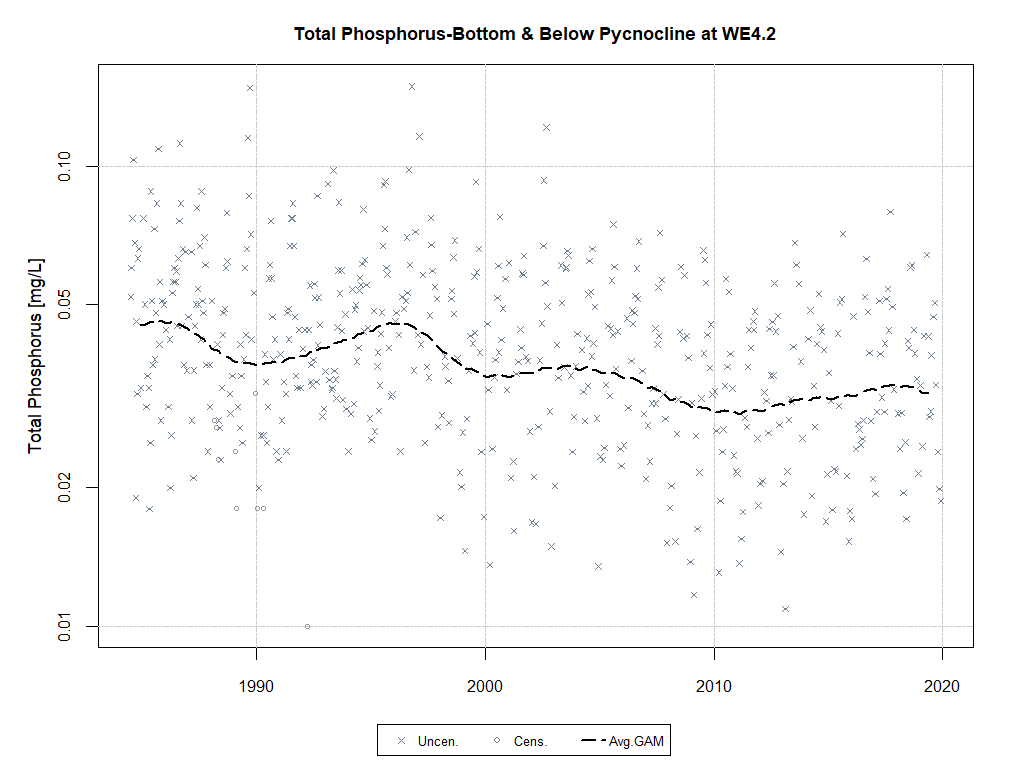 Total Phosphorus-Bottom & Below Pycnocline at WE4.2
Total Phosphorus [mg/L]
0.10
0.05
0.02
0.01
1990 2000 2010 2020
Uncen. Cens. Avg.GAM